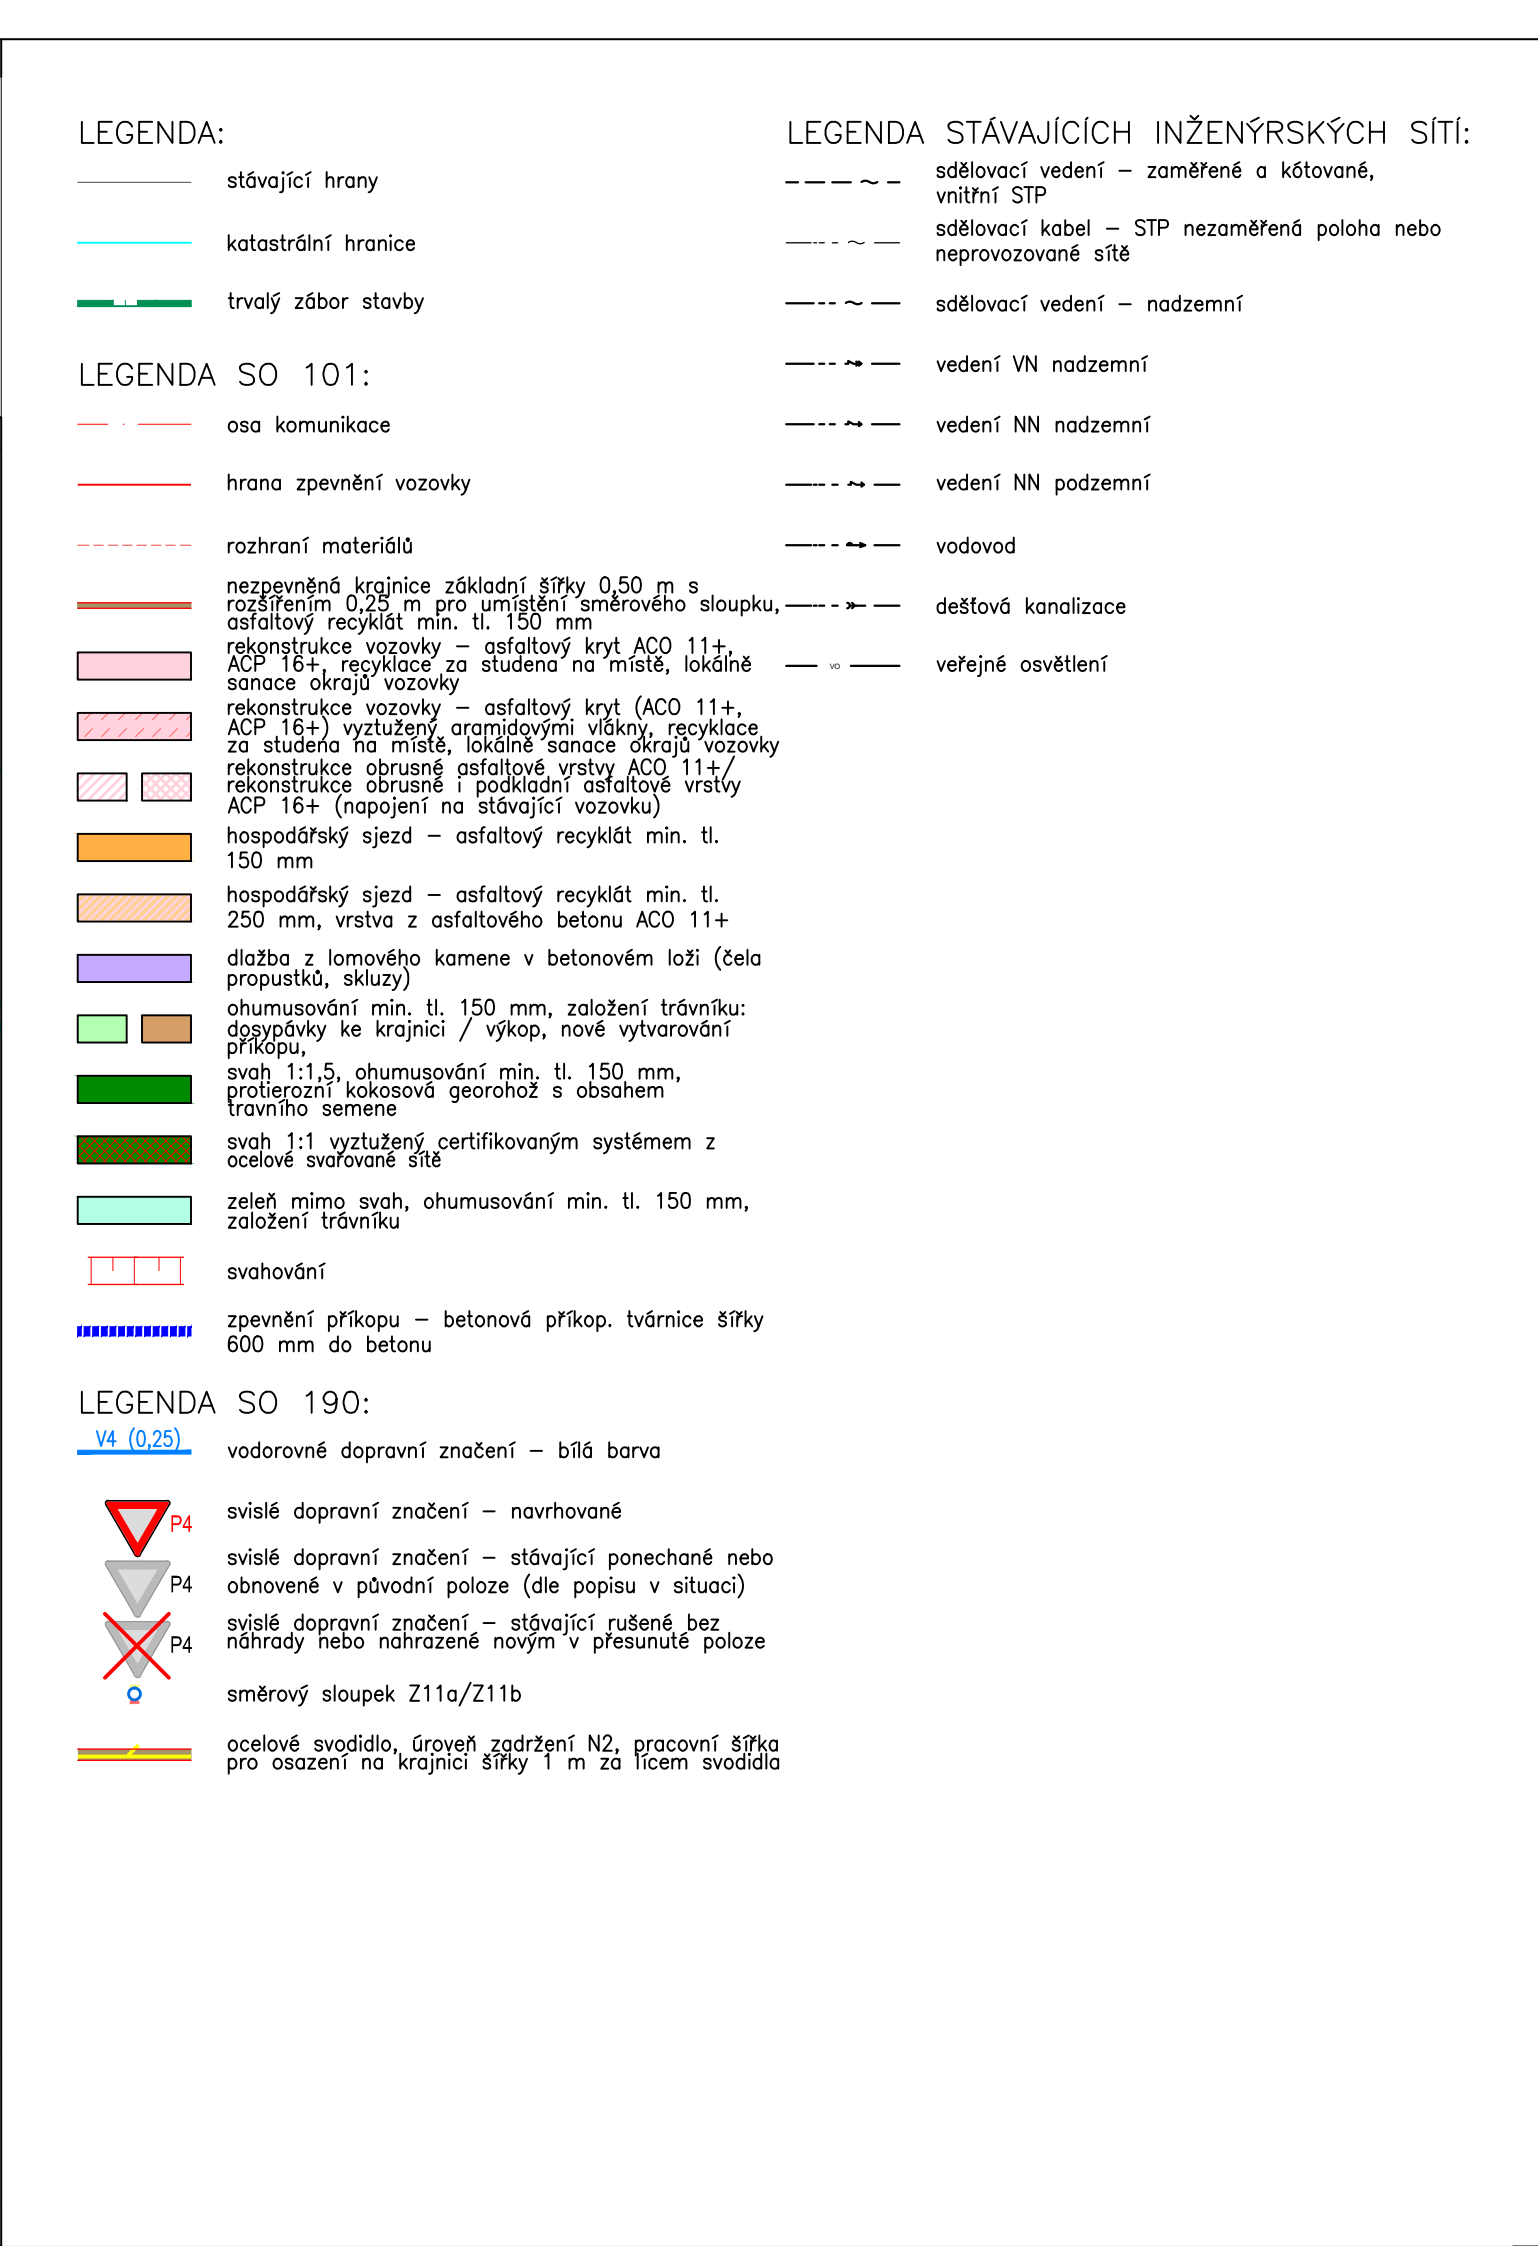 LEGENDA:
stávající hrany
katastrální hranice
trvalý zábor stavby
LEGENDA SO 101:
osa komunikace
hrana zpevnění vozovky
rozhraní materiálů
nezpevněná krajnice základní šířky 0,50 m s
rozšířením 0,25 m pro umístění směrového sloupku,
asfaltový recyklát min. tl. 150 mm
rekonstrukce vozovky – asfaltový kryt ACO 11+,
ACP 16+, recyklace za studena na místě, lokálně
sanace okrajů vozovky
rekonstrukce vozovky – asfaltový kryt (ACO 11+,
ACP 16+) vyztužený aramidovými vlákny, recyklace
za studena na místě, lokálně sanace okrajů vozovky
rekonstrukce obrusné asfaltové vrstvy ACO 11+/
rekonstrukce obrusné i podkladní asfaltové vrstvy
ACP 16+ (napojení na stávající vozovku)
hospodářský sjezd – asfaltový recyklát min. tl.
150 mm
hospodářský sjezd – asfaltový recyklát min. tl.
250 mm, vrstva z asfaltového betonu ACO 11+
dlažba z lomového kamene v betonovém loži (čela
propustků, skluzy)
ohumusování min. tl. 150 mm, založení trávníku:
dosypávky ke krajnici / výkop, nové vytvarování
příkopu,
svah 1:1,5, ohumusování min. tl. 150 mm,
protierozní kokosová georohož s obsahem
travního semene
svah 1:1 vyztužený certifikovaným systémem z
ocelové svařované sítě
zeleň mimo svah, ohumusování min. tl. 150 mm,
založení trávníku
svahování
zpevnění příkopu – betonová příkop. tvárnice šířky
600 mm do betonu
LEGENDA SO 190:
V4 (0,25)
vodorovné dopravní značení – bílá barva
P4
svislé dopravní značení – navrhované
P4
svislé dopravní značení – stávající ponechané nebo
obnovené v původní poloze (dle popisu v situaci)
P4
svislé dopravní značení – stávající rušené bez
náhrady nebo nahrazené novým v přesunuté poloze
směrový sloupek Z11a/Z11b
ocelové svodidlo, úroveň zadržení N2, pracovní šířka
pro osazení na krajnici šířky 1 m za lícem svodidla
LEGENDA STÁVAJÍCÍCH INŽENÝRSKÝCH SÍTÍ:
sdělovací vedení – zaměřené a kótované,
vnitřní STP
sdělovací kabel – STP nezaměřená poloha nebo
neprovozované sítě
sdělovací vedení – nadzemní
vedení VN nadzemní
vedení NN nadzemní
vedení NN podzemní
vodovod
dešťová kanalizace
VO
veřejné osvětlení